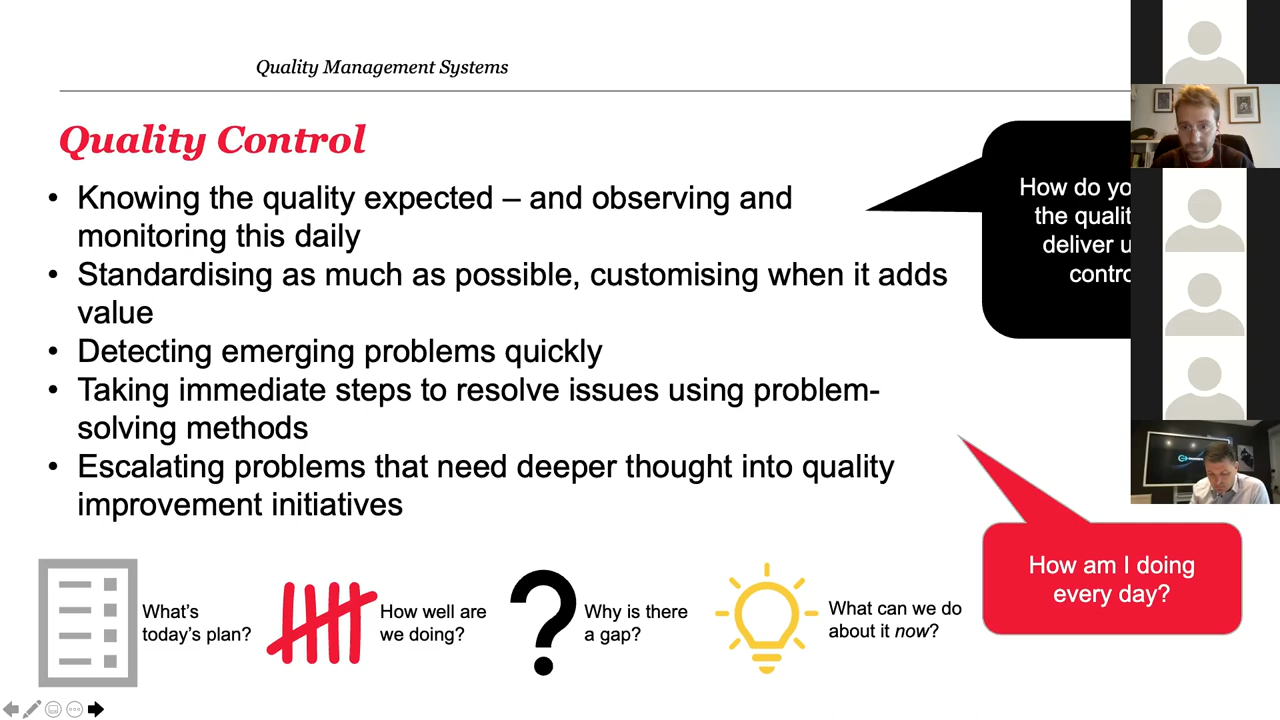 Quality Management Systems
Quality Control
• Knowing the quality expected – and observing and
monitoring this daily
• Standardising as much as possible, customising when it adds
value
• Detecting emerging problems quickly
• Taking immediate steps to resolve issues using problem-
solving methods
• Escalating problems that need deeper thought into quality
improvement initiatives
How do
the
deliver
How am I doing
every day?
What's
today's plan?
How well are
we doing?
Why is there
a gap?
What can we do
about it now?